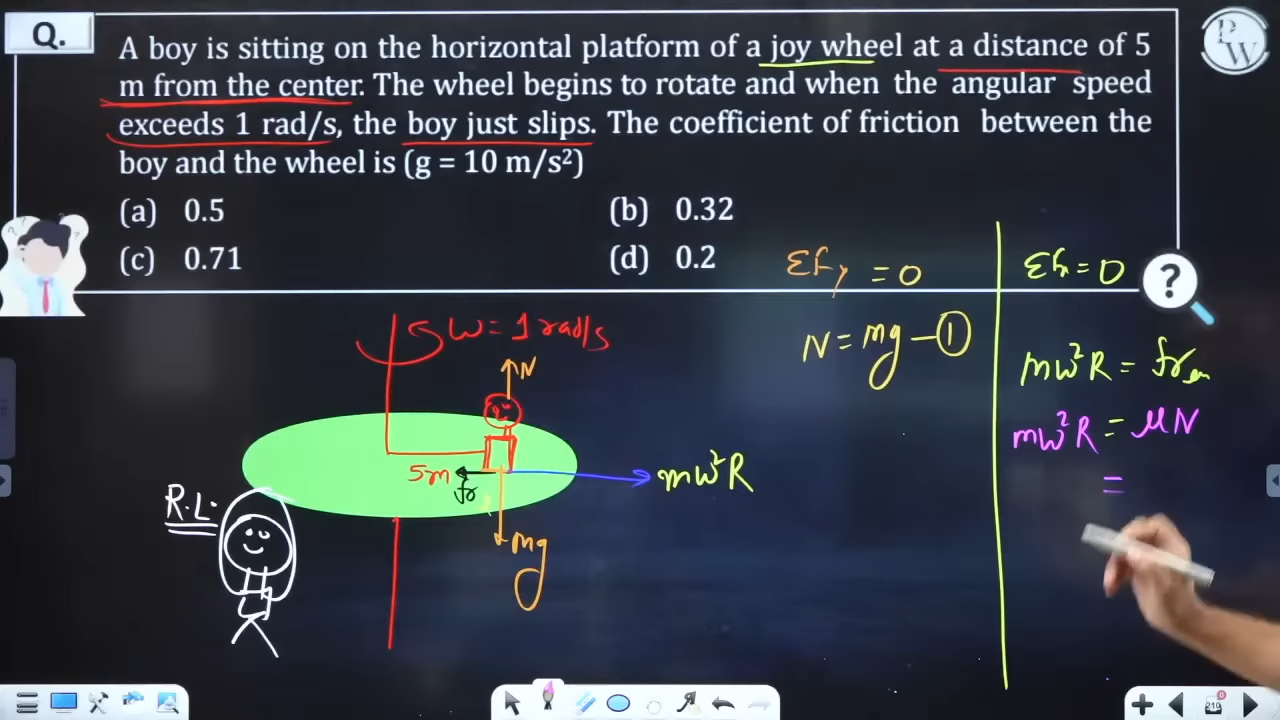 Q.
PW
A boy is sitting on the horizontal platform of a joy wheel at a distance of 5
m from the center. The wheel begins to rotate and when the angular speed
exceeds 1 rad/s, the boy just slips. The coefficient of friction between the
boy and the wheel is (g = 10 m/s²)
(a) 0.5
(b) 0.32
(c) 0.71
(d) 0.2
?
ΣFy = 0
N = mg - ①
Σfx = 0
mω²R = frm
mω²R = μN
=
ω = 1 rad/s
N
5m
fr
mω²R
mg
R.L.
210